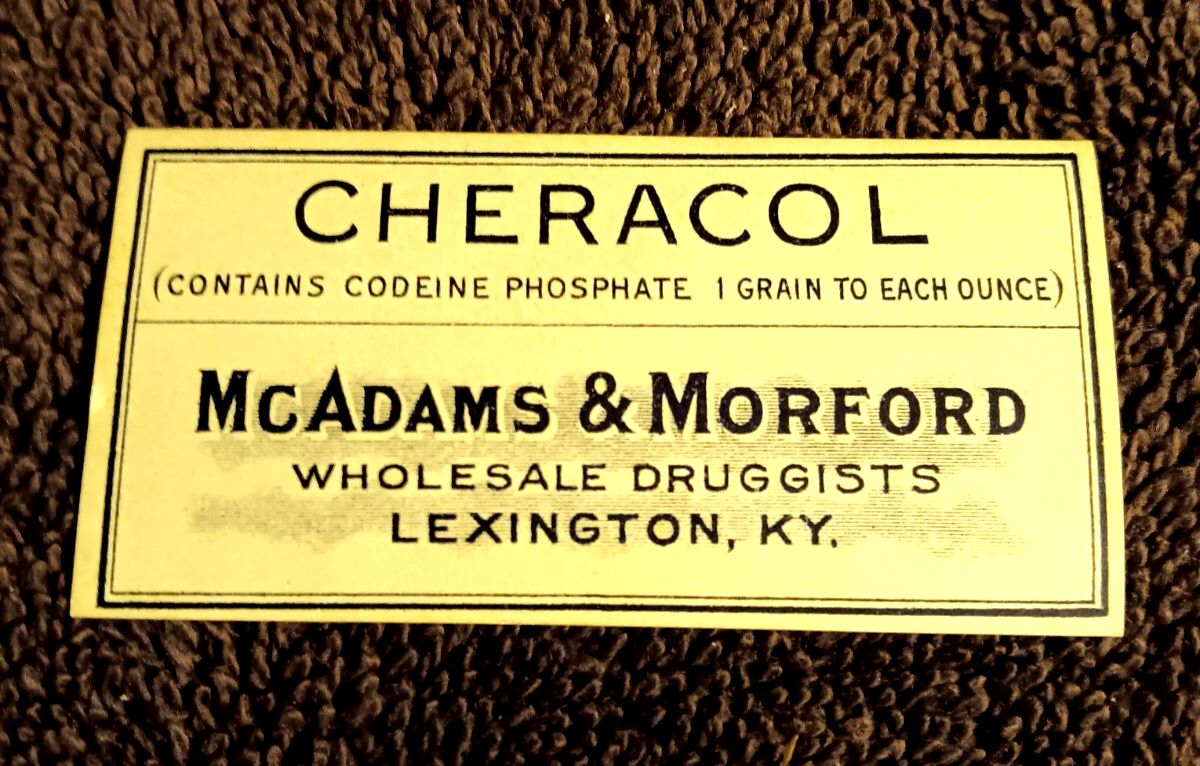 CHERACOL
(CONTAINS CODEINE PHOSPHATE 1 GRAIN TO EACH OUNCE)
MCADAMS & MORFORD
WHOLESALE DRUGGISTS
LEXINGTON, KY.